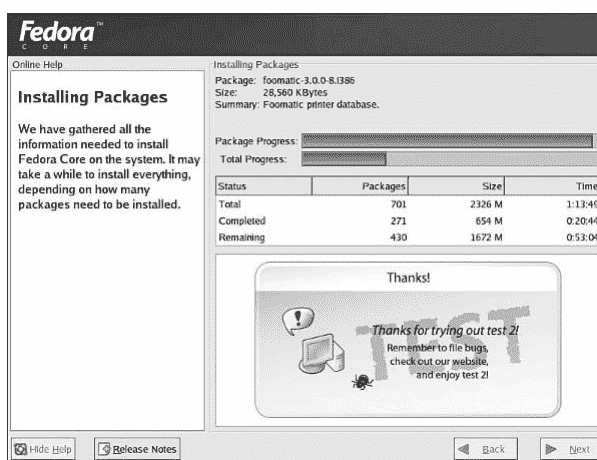 Fedora™
CORE
Online Help
Installing Packages
We have gathered all the
information needed to install
Fedora Core on the system. It may
take a while to install everything,
depending on how many
packages need to be installed.
Installing Packages
Package: foomatic-3.0.0-8.i386
Size: 28,560 KBytes
Summary: Foomatic printer database.
Package Progress:
Total Progress:
Status Packages Size Time
Total 701 2326 M 1:13:49
Completed 271 654 M 0:20:44
Remaining 430 1672 M 0:53:04
Thanks!
TEST
Thanks for trying out test 2!
Remember to file bugs,
check out our website,
and enjoy test 2!
Hide Help
Release Notes
Back
Next